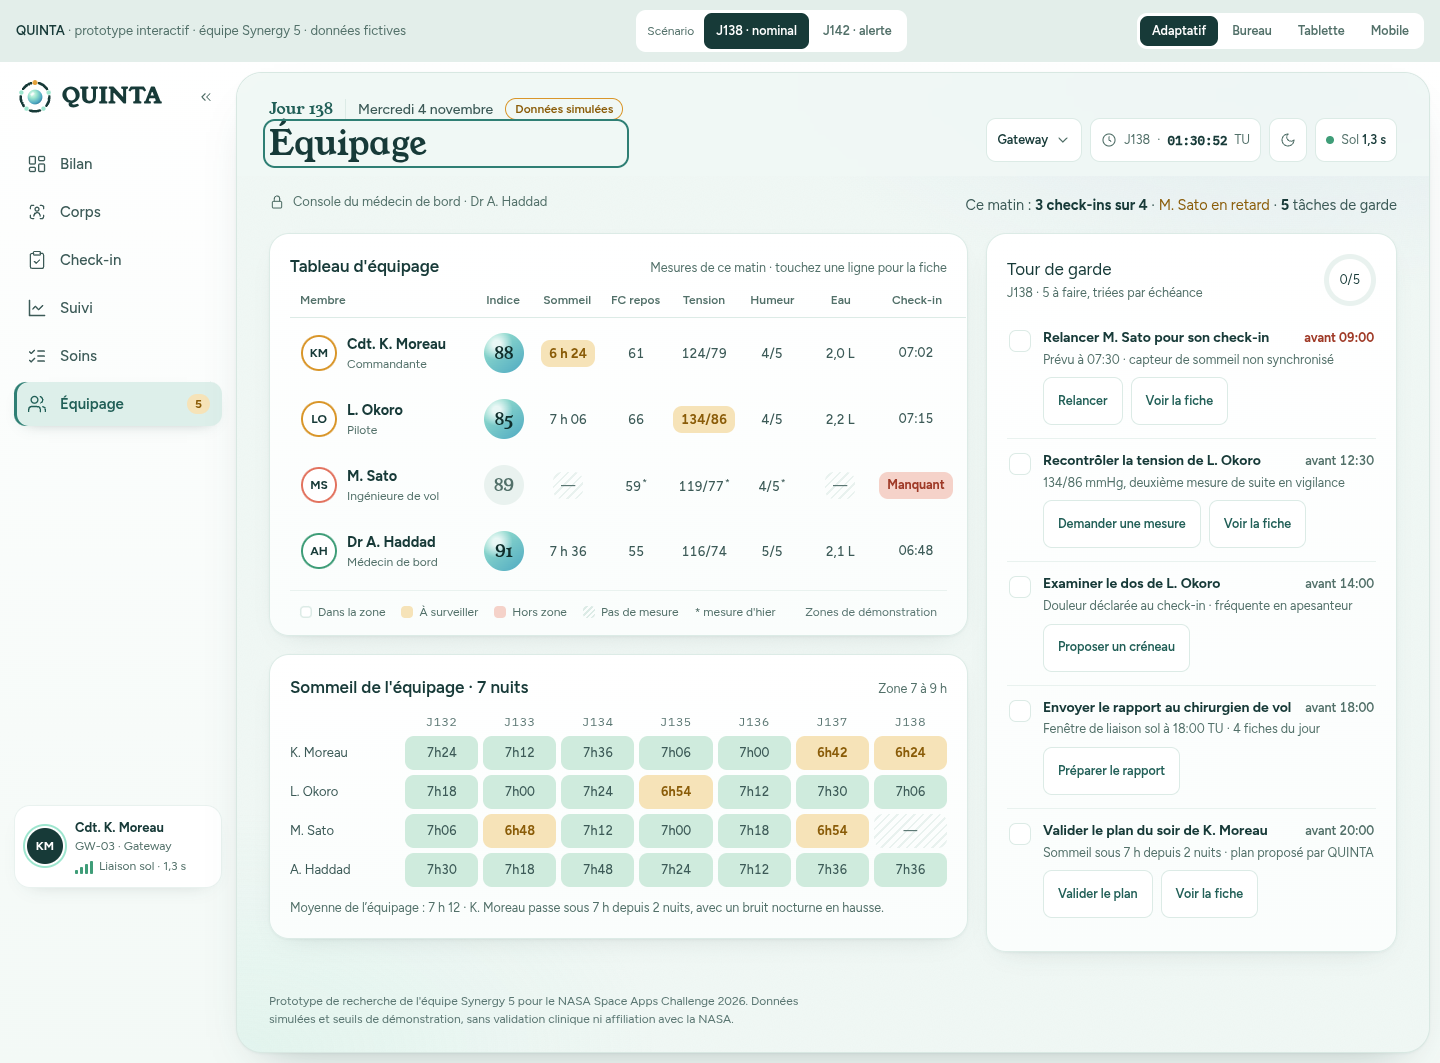 QUINTA · prototype interactif · équipe Synergy 5 · données fictives
Scénario J138 · nominal J142 · alerte
Adaptatif Bureau Tablette Mobile
QUINTA
Bilan
Corps
Check-in
Suivi
Soins
Équipage 5
Cdt. K. Moreau
GW-03 · Gateway
Liaison sol · 1,3 s
KM
Jour 138 Mercredi 4 novembre Données simulées
Équipage
Gateway J138 · 01:30:52 TU Sol 1,3 s
Console du médecin de bord · Dr A. Haddad
Ce matin : 3 check-ins sur 4 · M. Sato en retard · 5 tâches de garde
Tableau d'équipage Mesures de ce matin · touchez une ligne pour la fiche
Membre Indice Sommeil FC repos Tension Humeur Eau Check-in
KM Cdt. K. Moreau 88 6 h 24 61 124/79 4/5 2,0 L 07:02
Commandante
LO L. Okoro 85 7 h 06 66 134/86 4/5 2,2 L 07:15
Pilote
MS M. Sato 89 — 59* 119/77* 4/5* — Manquant
Ingénieure de vol
AH Dr A. Haddad 91 7 h 36 55 116/74 5/5 2,1 L 06:48
Médecin de bord
Dans la zone À surveiller Hors zone Pas de mesure * mesure d'hier Zones de démonstration
Sommeil de l'équipage · 7 nuits Zone 7 à 9 h
J132 J133 J134 J135 J136 J137 J138
K. Moreau 7h24 7h12 7h36 7h06 7h00 6h42 6h24
L. Okoro 7h18 7h00 7h24 6h54 7h12 7h30 7h06
M. Sato 7h06 6h48 7h12 7h00 7h18 6h54 —
A. Haddad 7h30 7h18 7h48 7h24 7h12 7h36 7h36
Moyenne de l'équipage : 7 h 12 · K. Moreau passe sous 7 h depuis 2 nuits, avec un bruit nocturne en hausse.
Tour de garde 0/5
J138 · 5 à faire, triées par échéance
Relancer M. Sato pour son check-in avant 09:00
Prévu à 07:30 · capteur de sommeil non synchronisé
Relancer Voir la fiche
Recontrôler la tension de L. Okoro avant 12:30
134/86 mmHg, deuxième mesure de suite en vigilance
Demander une mesure Voir la fiche
Examiner le dos de L. Okoro avant 14:00
Douleur déclarée au check-in · fréquente en apesanteur
Proposer un créneau
Envoyer le rapport au chirurgien de vol avant 18:00
Fenêtre de liaison sol à 18:00 TU · 4 fiches du jour
Préparer le rapport
Valider le plan du soir de K. Moreau avant 20:00
Sommeil sous 7 h depuis 2 nuits · plan proposé par QUINTA
Valider le plan Voir la fiche
Prototype de recherche de l'équipe Synergy 5 pour le NASA Space Apps Challenge 2026. Données
simulées et seuils de démonstration, sans validation clinique ni affiliation avec la NASA.